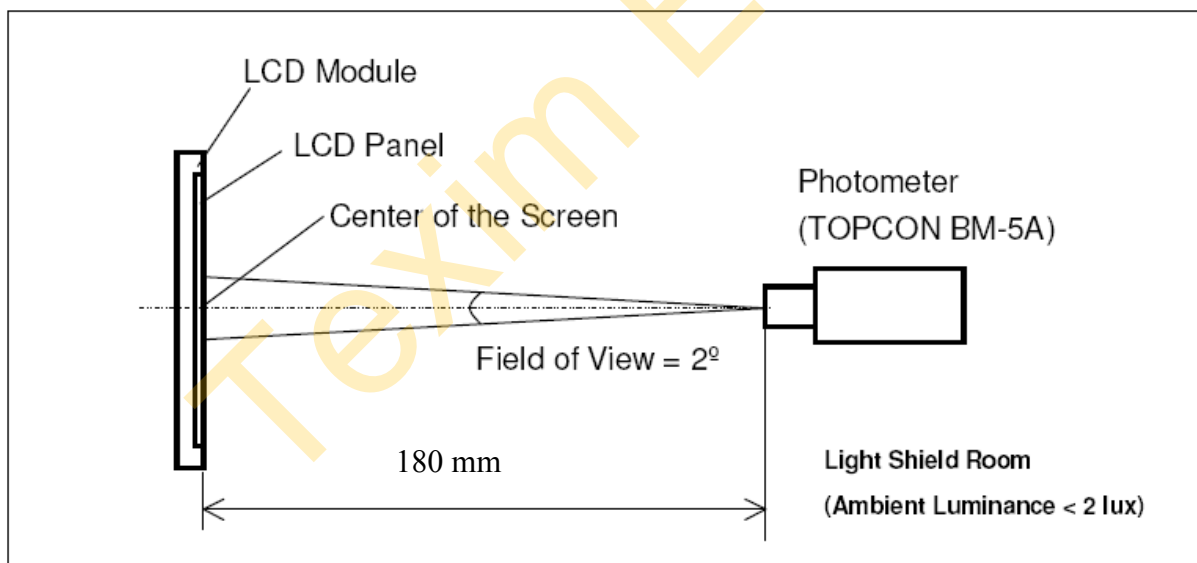 LCD Module
LCD Panel
Center of the Screen
Photometer
(TOPCON BM-5A)
Field of View = 2º
180 mm
Light Shield Room
(Ambient Luminance < 2 lux)
Texim E